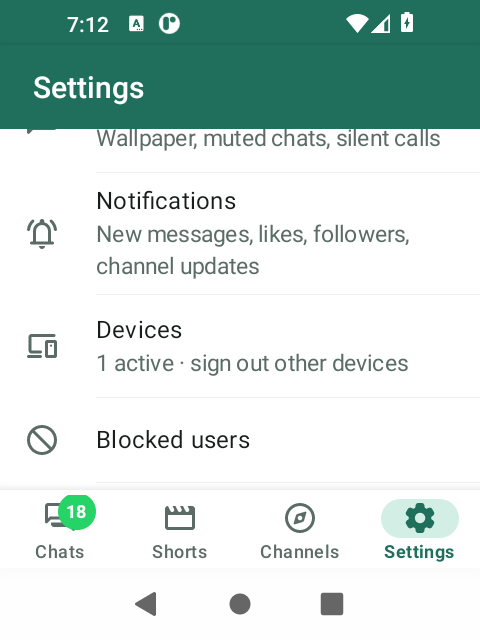 7:12
Settings
Wallpaper, muted chats, silent calls
Notifications
New messages, likes, followers,
channel updates
Devices
1 active · sign out other devices
Blocked users
18
Chats
Shorts
Channels
Settings